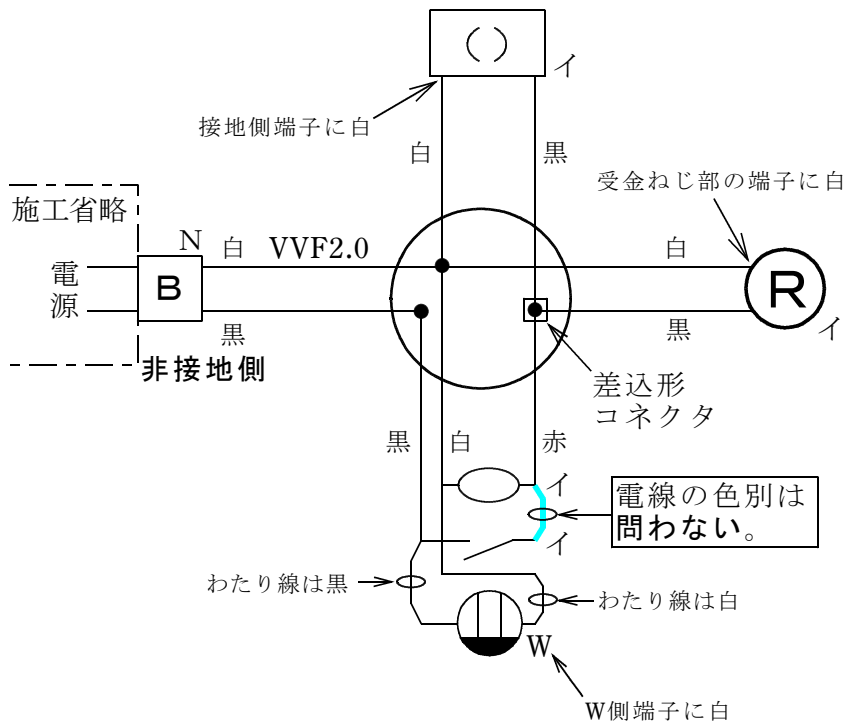 イ
接地側端子に白
白
黒
受金ねじ部の端子に白
施工省略
N
白
VVF2.0
白
電
源
B
R
黒
黒
イ
非接地側
差込形
コネクタ
黒
白
赤
イ
電線の色別は
問わない。
イ
わたり線は黒
わたり線は白
W
W側端子に白